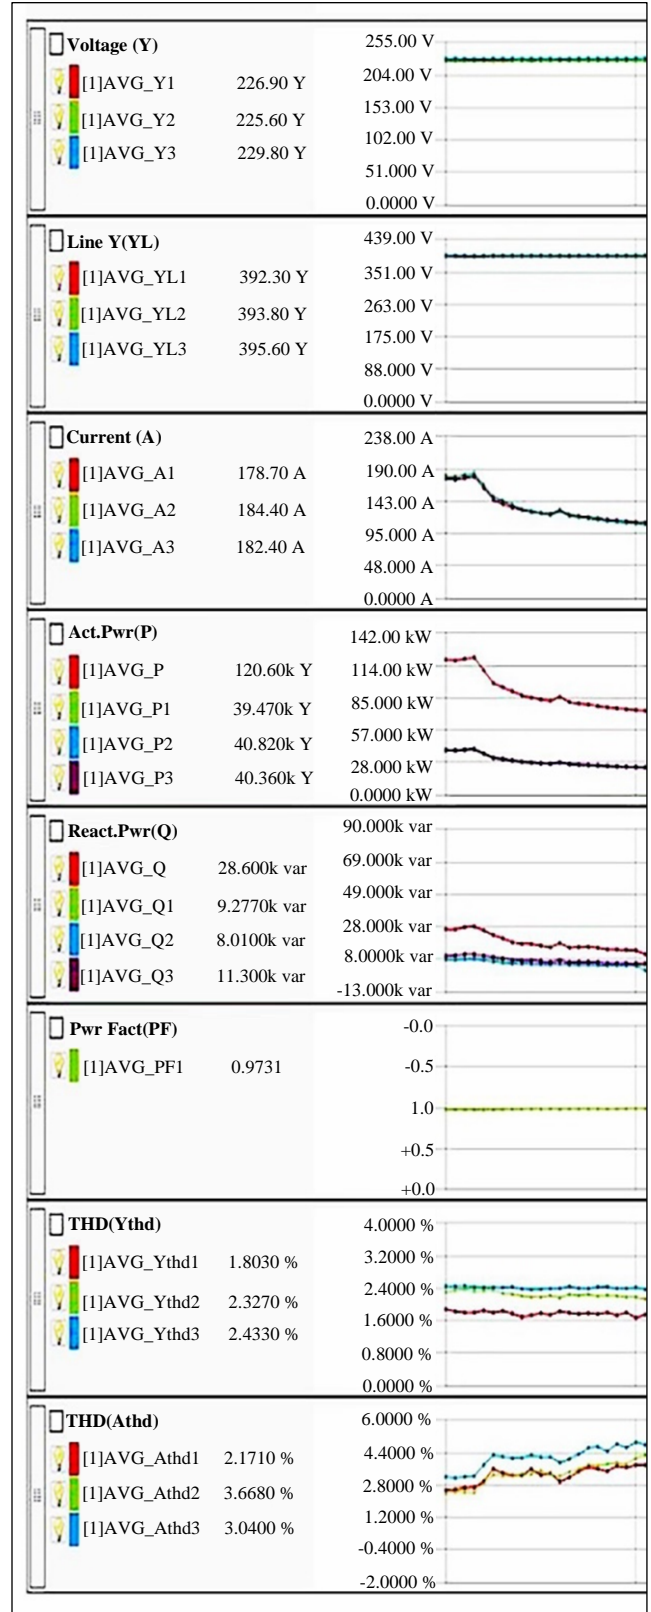 Voltage (Y)
[1]AVG_Y1 226.90 Y
[1]AVG_Y2 225.60 Y
[1]AVG_Y3 229.80 Y
255.00 V
204.00 V
153.00 V
102.00 V
51.000 V
0.0000 V
Line Y(YL)
[1]AVG_YL1 392.30 Y
[1]AVG_YL2 393.80 Y
[1]AVG_YL3 395.60 Y
439.00 V
351.00 V
263.00 V
175.00 V
88.000 V
0.0000 V
Current (A)
[1]AVG_A1 178.70 A
[1]AVG_A2 184.40 A
[1]AVG_A3 182.40 A
238.00 A
190.00 A
143.00 A
95.000 A
48.000 A
0.0000 A
Act.Pwr(P)
[1]AVG_P 120.60k Y
[1]AVG_P1 39.470k Y
[1]AVG_P2 40.820k Y
[1]AVG_P3 40.360k Y
142.00 kW
114.00 kW
85.000 kW
57.000 kW
28.000 kW
0.0000 kW
React.Pwr(Q)
[1]AVG_Q 28.600k var
[1]AVG_Q1 9.2770k var
[1]AVG_Q2 8.0100k var
[1]AVG_Q3 11.300k var
90.000k var
69.000k var
49.000k var
28.000k var
8.0000k var
-13.000k var
Pwr Fact(PF)
[1]AVG_PF1 0.9731
-0.0
-0.5
1.0
+0.5
+0.0
THD(Ythd)
[1]AVG_Ythd1 1.8030 %
[1]AVG_Ythd2 2.3270 %
[1]AVG_Ythd3 2.4330 %
4.0000 %
3.2000 %
2.4000 %
1.6000 %
0.8000 %
0.0000 %
THD(Athd)
[1]AVG_Athd1 2.1710 %
[1]AVG_Athd2 3.6680 %
[1]AVG_Athd3 3.0400 %
6.0000 %
4.4000 %
2.8000 %
1.2000 %
-0.4000 %
-2.0000 %